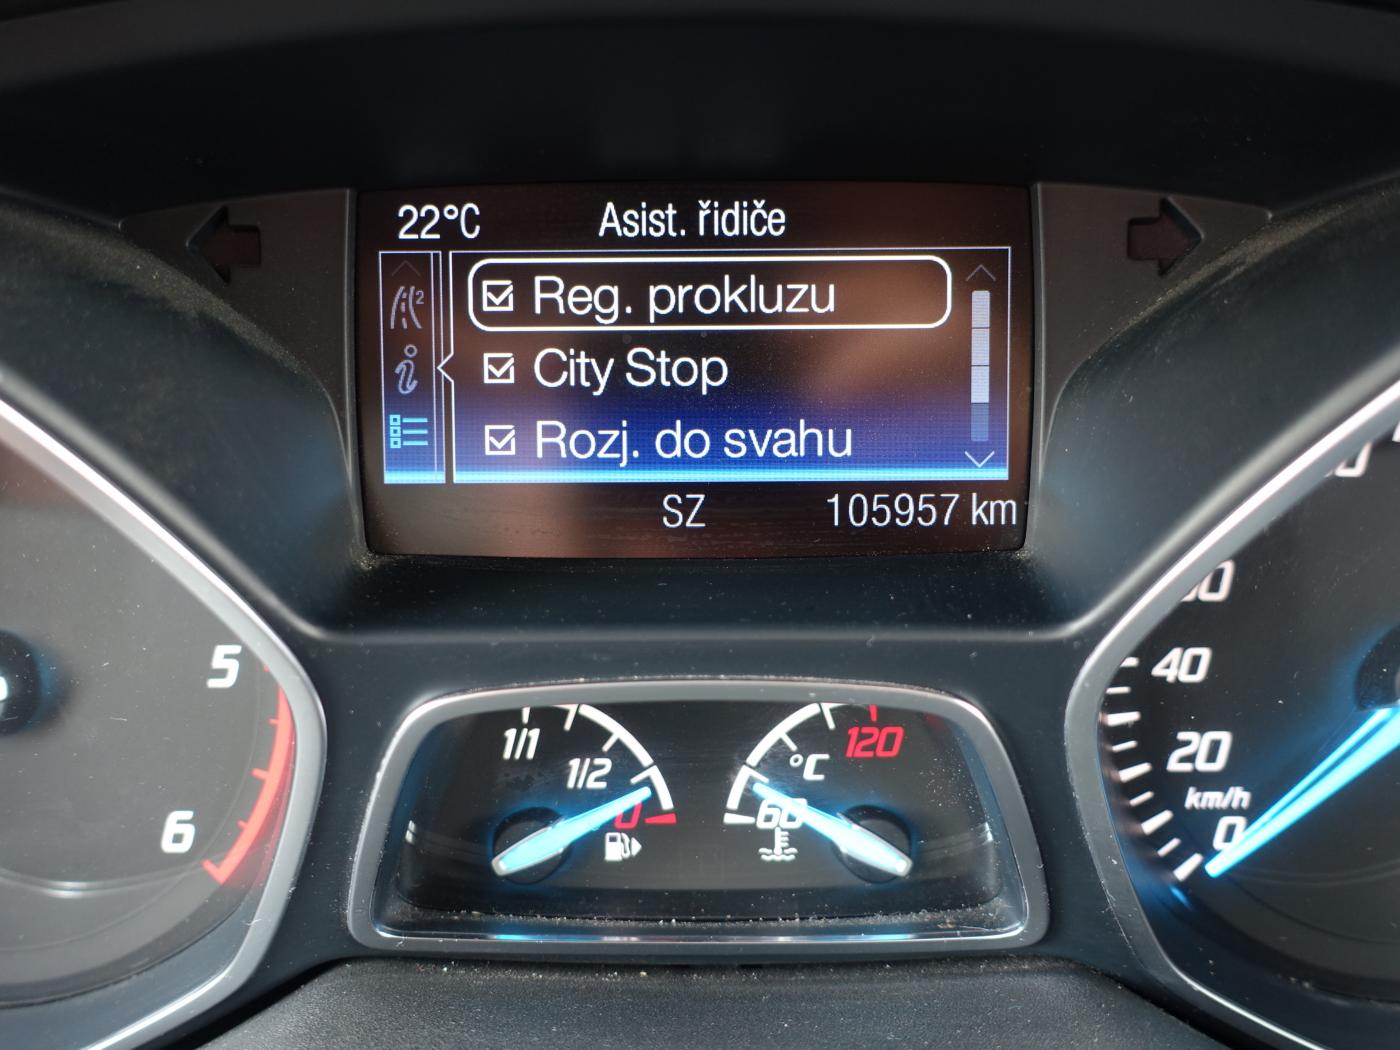 22°C Asist. řidiče
Reg. prokluzu
City Stop
Rozj. do svahu
SZ 105957 km
5
6
1/1
1/2
0
°C
120
60
40
20
km/h
0